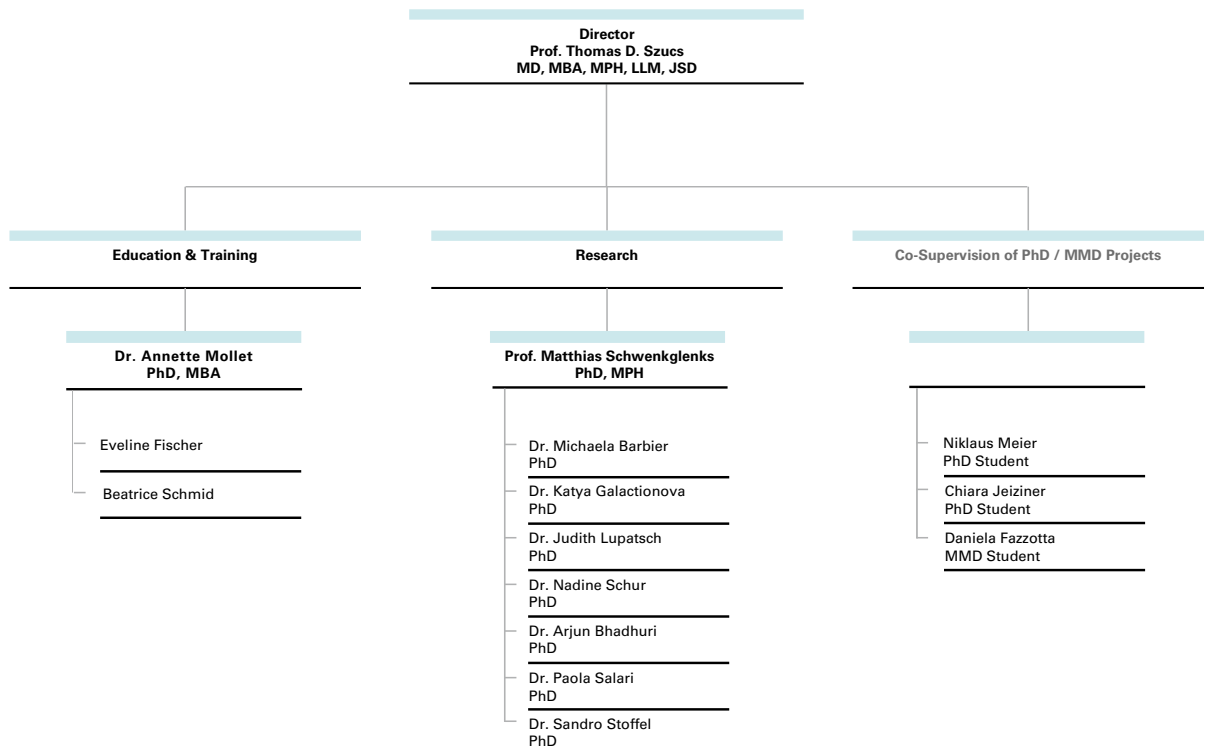 Director
Prof. Thomas D. Szucs
MD, MBA, MPH, LLM, JSD
Education & Training
Research
Co-Supervision of PhD / MMD Projects
Dr. Annette Mollet
PhD, MBA
Prof. Matthias Schwenkglenks
PhD, MPH
Eveline Fischer
Beatrice Schmid
Dr. Michaela Barbier
PhD
Dr. Katya Galactionova
PhD
Dr. Judith Lupatsch
PhD
Dr. Nadine Schur
PhD
Dr. Arjun Bhadhuri
PhD
Dr. Paola Salari
PhD
Dr. Sandro Stoffel
PhD
Niklaus Meier
PhD Student
Chiara Jeiziner
PhD Student
Daniela Fazzotta
MMD Student